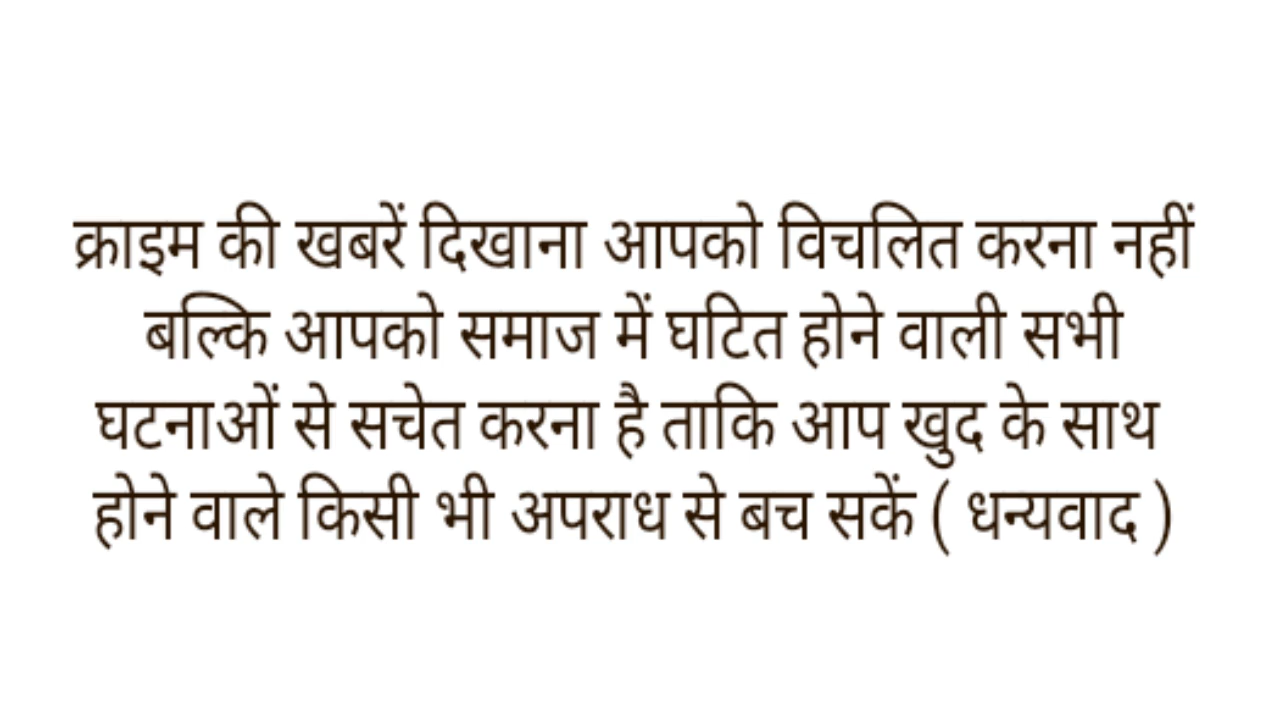 क्राइम की खबरें दिखाना आपको विचलित करना नहीं
बल्कि आपको समाज में घटित होने वाली सभी
घटनाओं से सचेत करना है ताकि आप खुद के साथ
होने वाले किसी भी अपराध से बच सकें ( धन्यवाद )